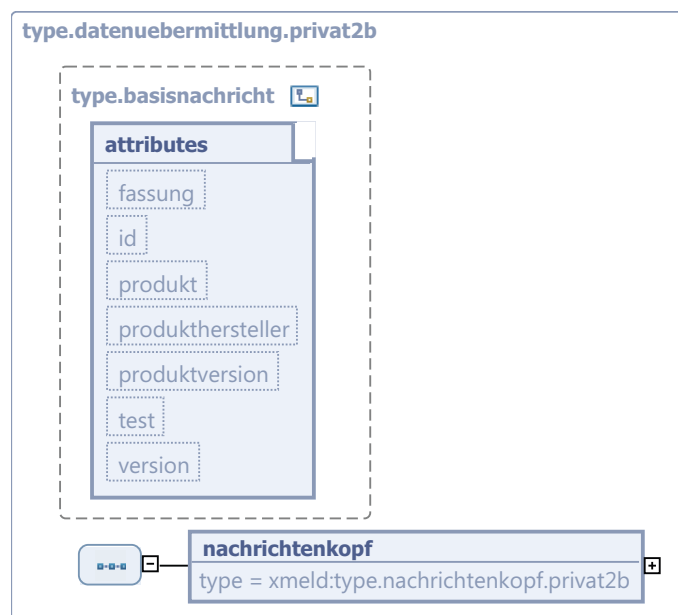 type.datenuebermittlung.privat2b
type.basisnachricht
attributes
fassung
id
produkt
produkthersteller
produktversion
test
version
nachrichtenkopf
type = xmeld:type.nachrichtenkopf.privat2b